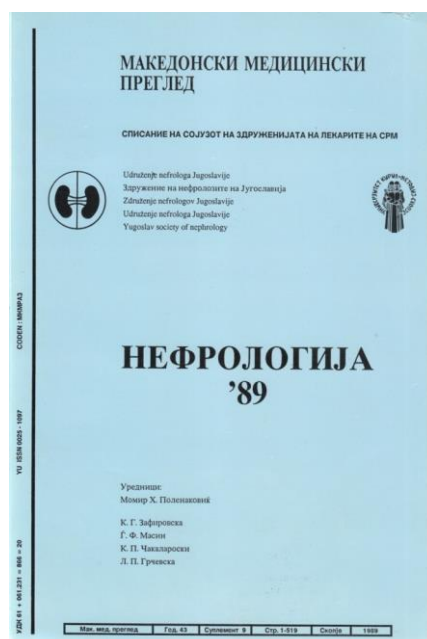 МАКЕДОНСКИ МЕДИЦИНСКИ
ПРЕГЛЕД
СПИСАНИЕ НА СОЈУЗОТ НА ЗДРУЖЕНИЈАТА НА ЛЕКАРИТЕ НА СРМ
Udruženje nefrologa Jugoslavije
Здружение на нефролозите на Југославија
Združenje nefrologov Jugoslavije
Udruženje nefrologa Jugoslavije
Yugoslav society of nephrology
НЕФРОЛОГИЈА
'89
Уредници:
Момир Х. Поленаковиќ
К. Г. Зафировска
Ѓ. Ф. Масин
К. П. Чакалароски
Л. П. Грчевска
Мак. мед. преглед Год. 43 Суплемент 9 Стр. 1-519 Скопје 1989
УДК 61 + 061.231 = 866 = 20 YU ISSN 0025 - 1097 CODEN : MKMPA3